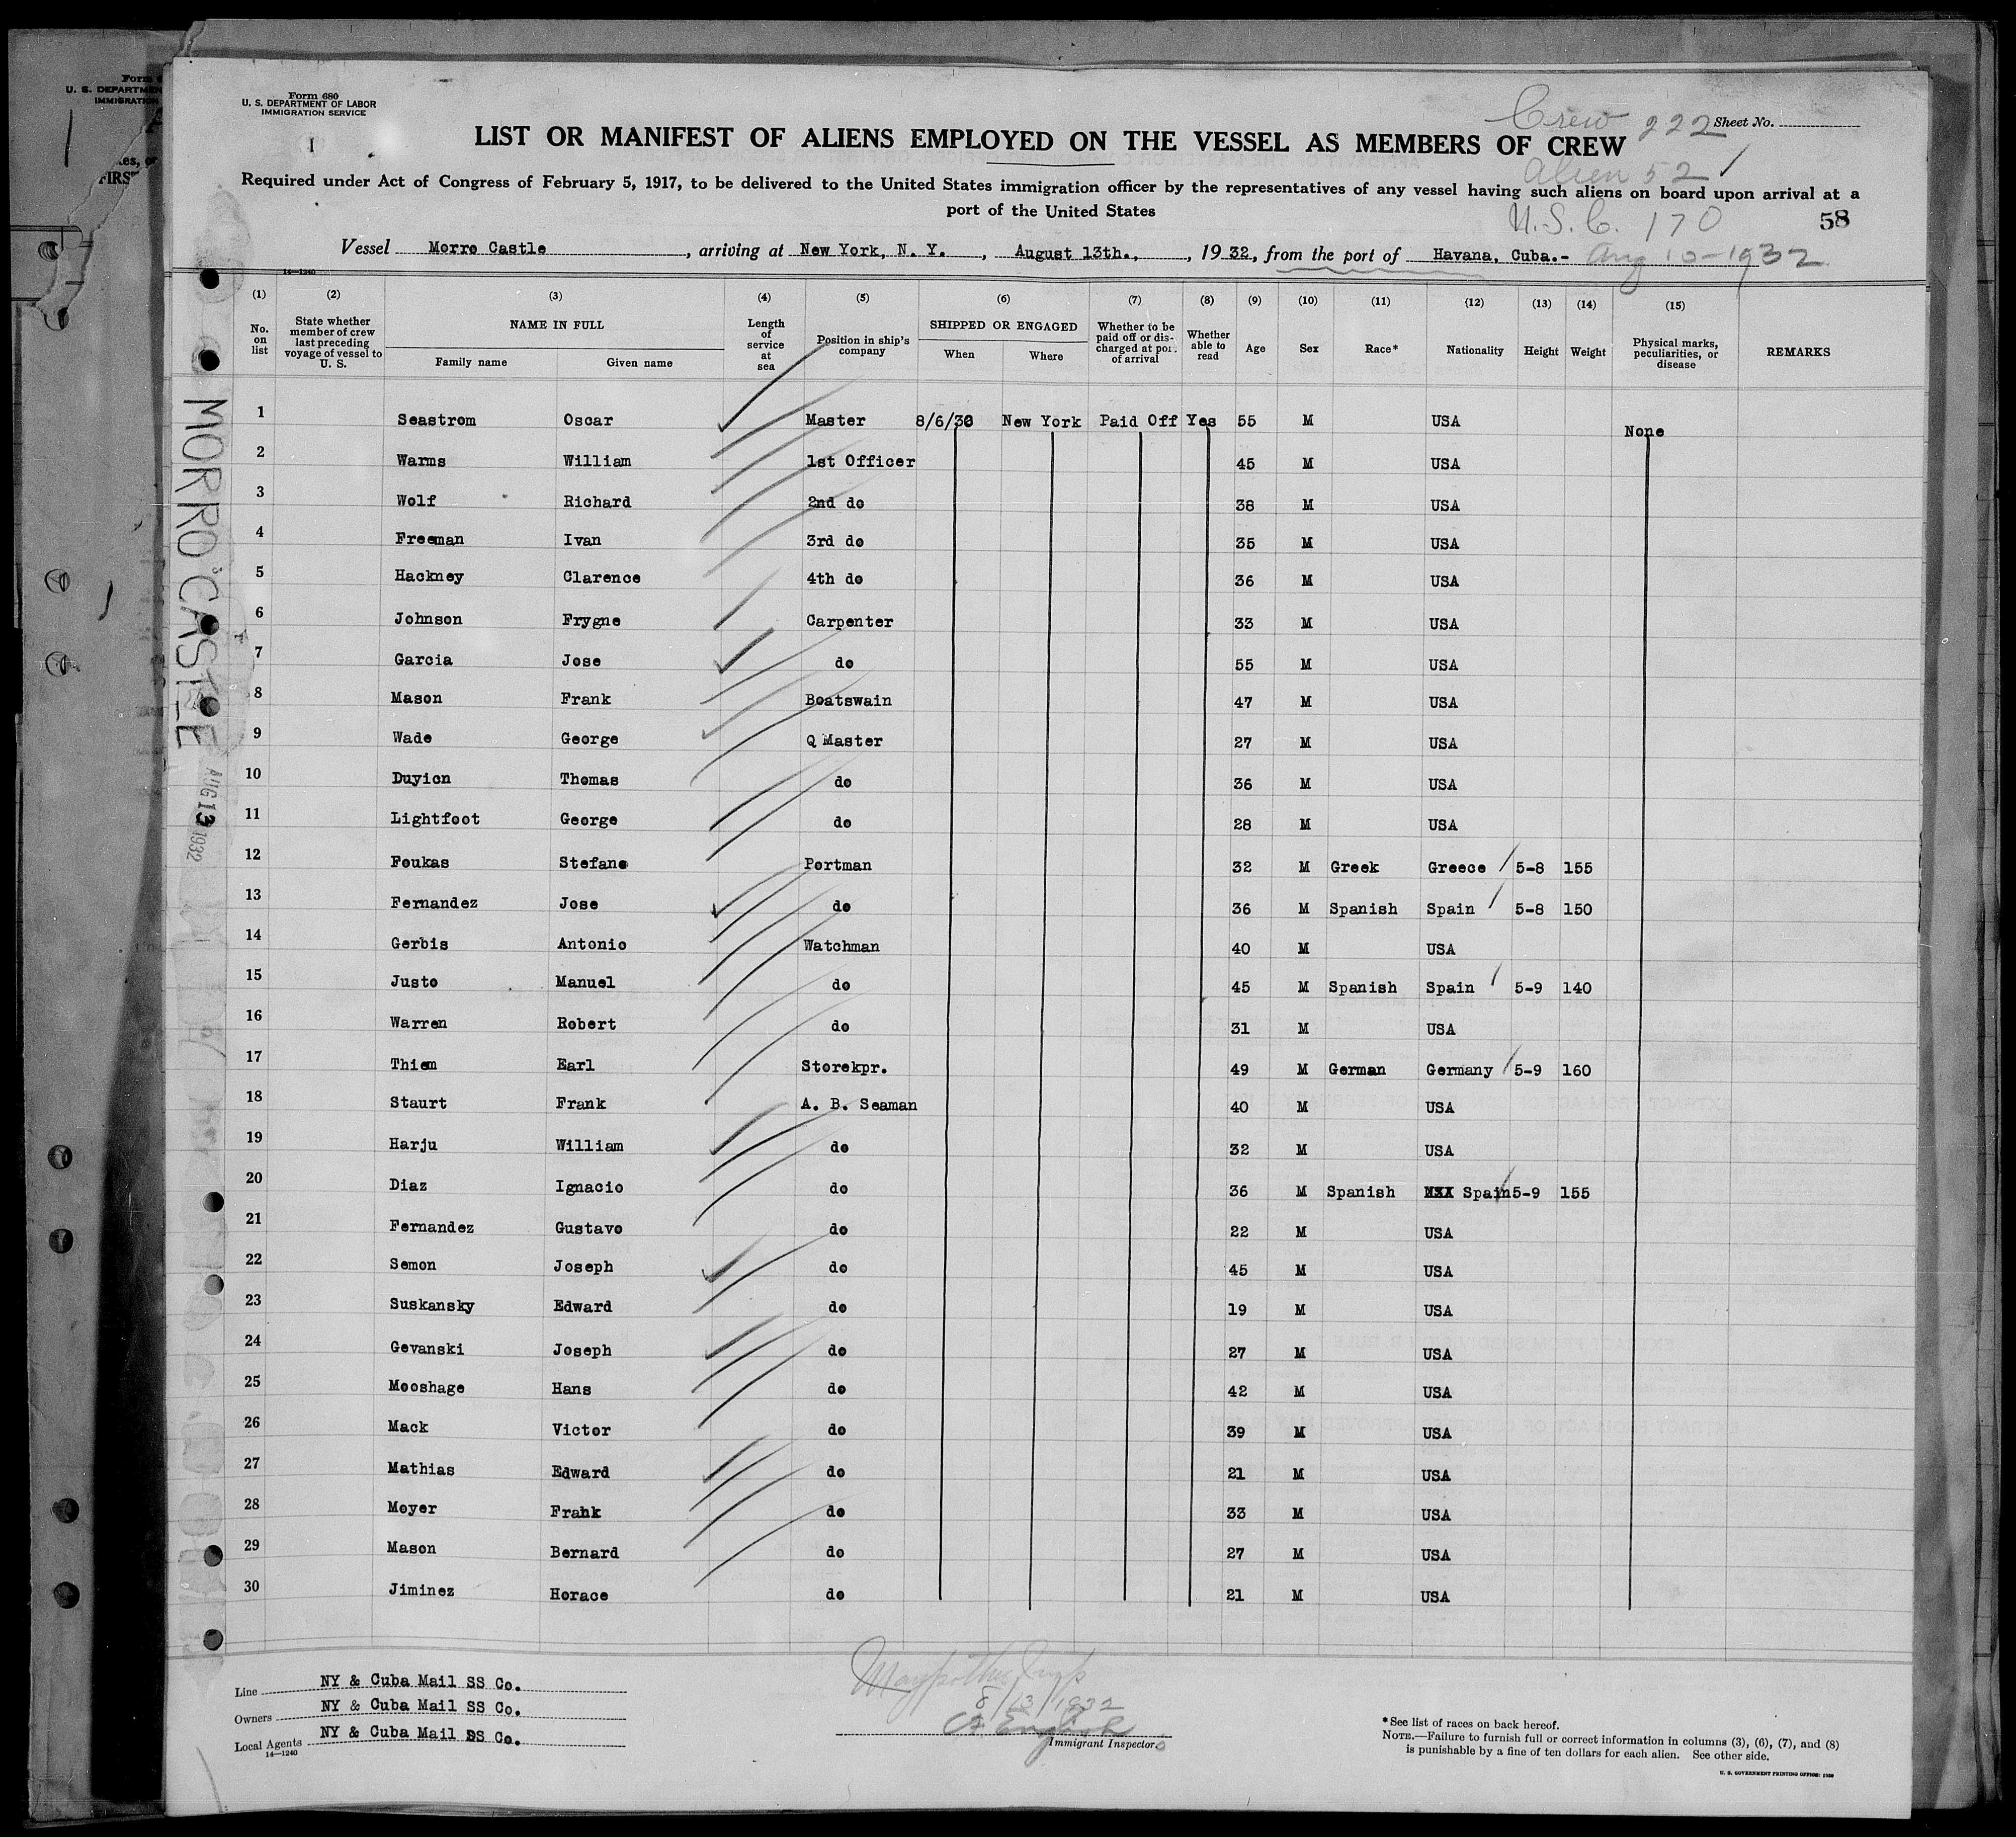 Form 680
U. S. DEPARTMENT OF LABOR
IMMIGRATION SERVICE
Crew 222
Sheet No.
LIST OR MANIFEST OF ALIENS EMPLOYED ON THE VESSEL AS MEMBERS OF CREW
Alien 52
Required under Act of Congress of February 5, 1917, to be delivered to the United States immigration officer by the representatives of any vessel having such aliens on board upon arrival at a
port of the United States
U.S.C. 170
58
Vessel Morro Castle, arriving at New York, N. Y., August 13th., 1932, from the port of Havana, Cuba.- Aug 10-1932
14—1240
(1) (2) (3) (4) (5) (6) (7) (8) (9) (10) (11) (12) (13) (14) (15)
No. on list
State whether member of crew last preceding voyage of vessel to U. S.
NAME IN FULL
Family name
Given name
Length of service at sea
Position in ship's company
SHIPPED OR ENGAGED
When
Where
Whether to be paid off or discharged at port of arrival
Whether able to read
Age
Sex
Race*
Nationality
Height
Weight
Physical marks, peculiarities, or disease
REMARKS
1 Seastrom Oscar Master 8/6/32 New York Paid Off Yes 55 M USA None
2 Warms William 1st Officer 45 M USA
3 Wolf Richard 2nd do 38 M USA
4 Freeman Ivan 3rd do 35 M USA
5 Hackney Clarence 4th do 36 M USA
6 Johnson Frygne Carpenter 33 M USA
7 Garcia Jose do 55 M USA
8 Mason Frank Boatswain 47 M USA
9 Wade George Q Master 27 M USA
10 Duyion Thomas do 36 M USA
11 Lightfoot George do 28 M USA
12 Foukas Stefano Portman 32 M Greek Greece 5-8 155
13 Fernandez Jose do 36 M Spanish Spain 5-8 150
14 Gerbis Antonio Watchman 40 M USA
15 Justo Manuel do 45 M Spanish Spain 5-9 140
16 Warren Robert do 31 M USA
17 Thiem Earl Storekpr. 49 M German Germany 5-9 160
18 Staurt Frank A. B. Seaman 40 M USA
19 Harju William do 32 M USA
20 Diaz Ignacio do 36 M Spanish Spain 5-9 155
21 Fernandez Gustavo do 22 M USA
22 Semon Joseph do 45 M USA
23 Suskansky Edward do 19 M USA
24 Gevanski Joseph do 27 M USA
25 Mooshage Hans do 42 M USA
26 Mack Victor do 39 M USA
27 Mathias Edward do 21 M USA
28 Meyer Frank do 33 M USA
29 Mason Bernard do 27 M USA
30 Jiminez Horace do 21 M USA
MORRO CASTLE
AUG 13 1932
Line NY & Cuba Mail SS Co.
Owners NY & Cuba Mail SS Co.
Local Agents NY & Cuba Mail SS Co.
14—1240
8/13/1932
English
Immigrant Inspector.
*See list of races on back hereof.
NOTE.—Failure to furnish full or correct information in columns (3), (6), (7), and (8)
is punishable by a fine of ten dollars for each alien. See other side.
U. S. GOVERNMENT PRINTING OFFICE: